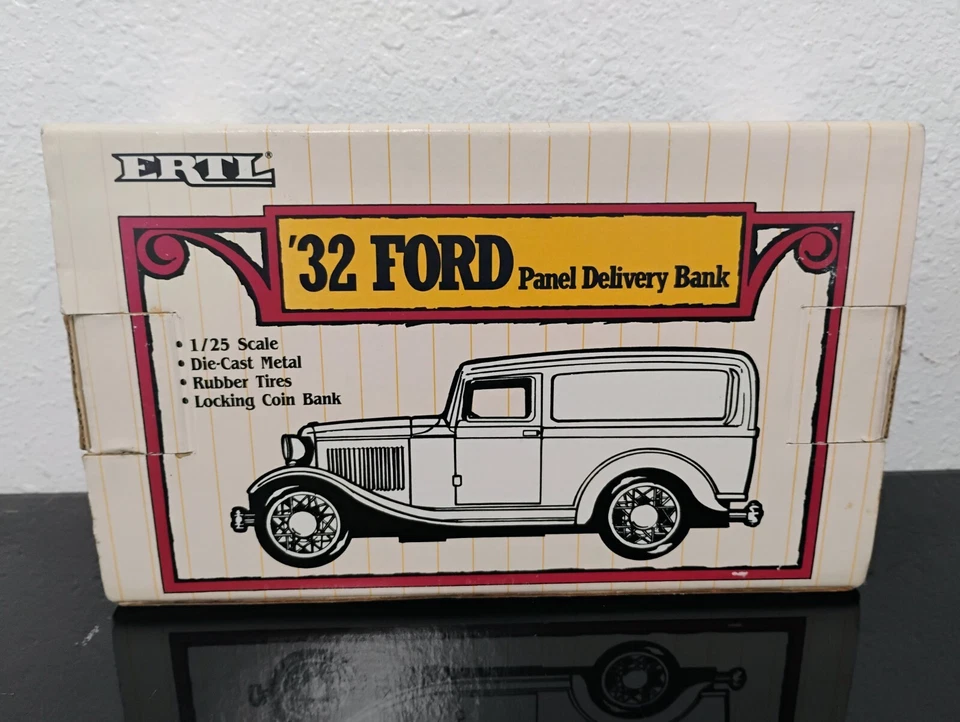 ERTL®
'32 FORD Panel Delivery Bank
• 1/25 Scale
• Die-Cast Metal
• Rubber Tires
• Locking Coin Bank